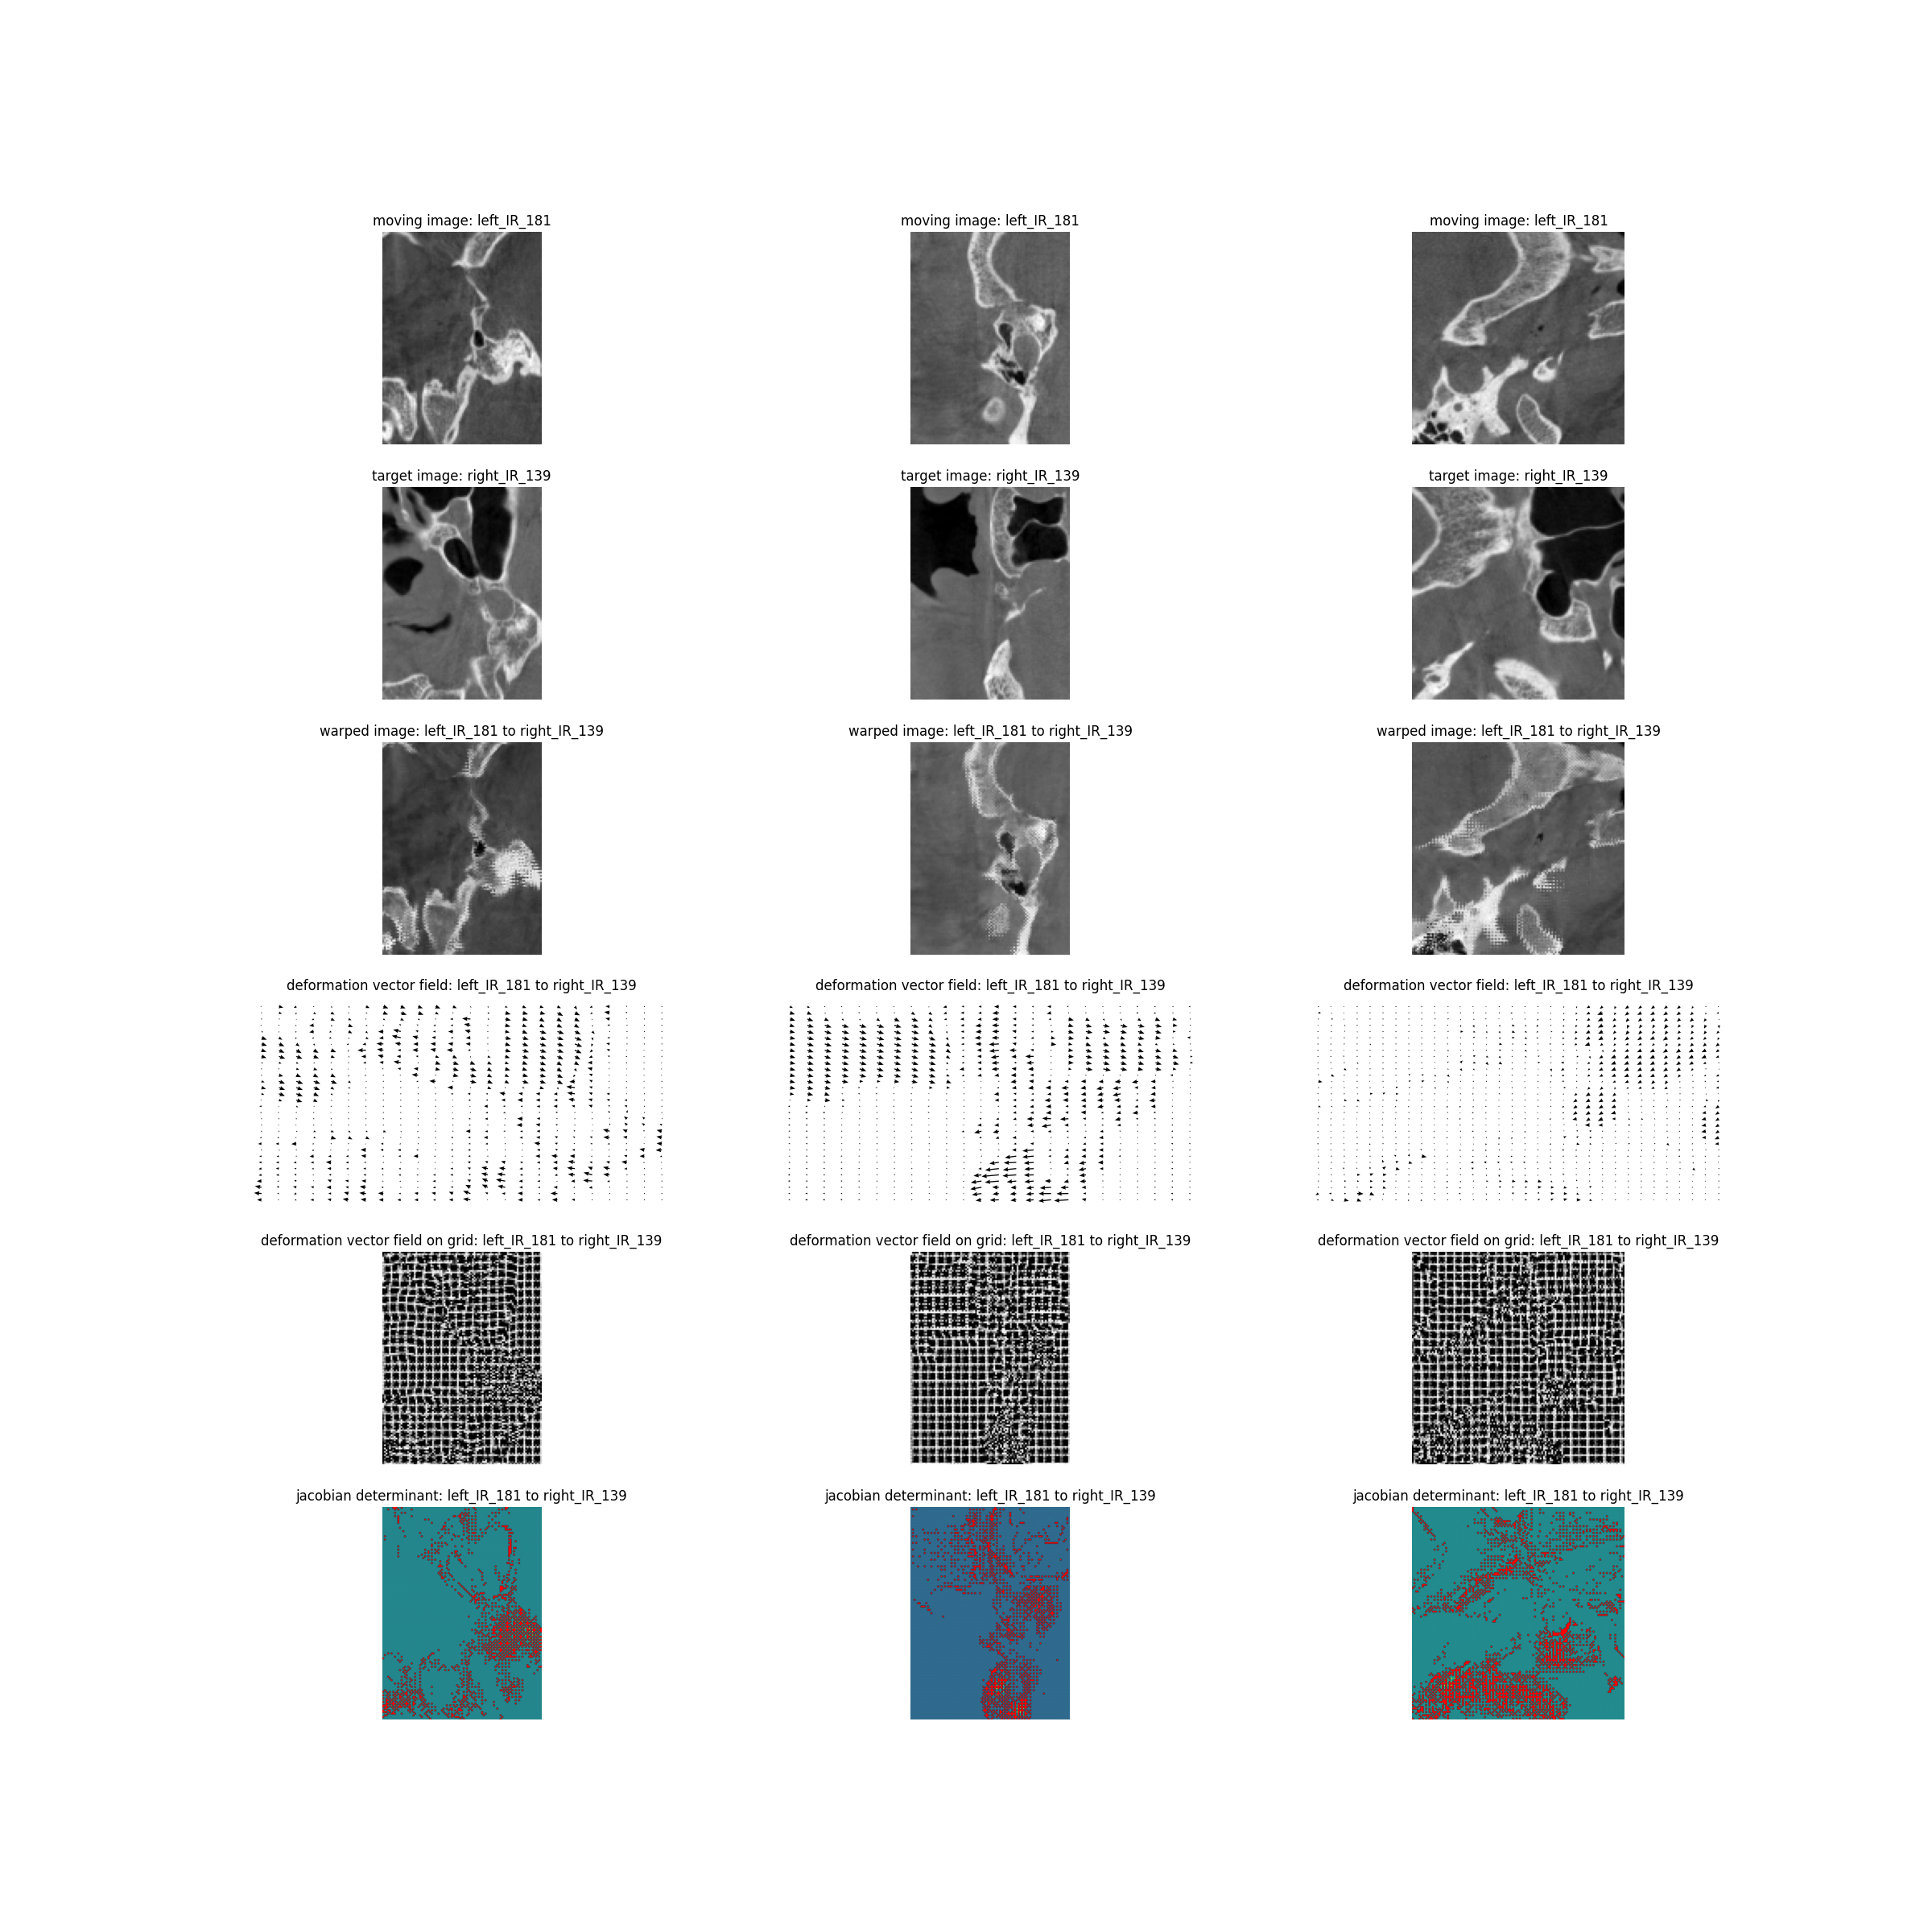 moving image: left_IR_181
moving image: left_IR_181
moving image: left_IR_181
target image: right_IR_139
target image: right_IR_139
target image: right_IR_139
warped image: left_IR_181 to right_IR_139
warped image: left_IR_181 to right_IR_139
warped image: left_IR_181 to right_IR_139
deformation vector field: left_IR_181 to right_IR_139
deformation vector field: left_IR_181 to right_IR_139
deformation vector field: left_IR_181 to right_IR_139
deformation vector field on grid: left_IR_181 to right_IR_139
deformation vector field on grid: left_IR_181 to right_IR_139
deformation vector field on grid: left_IR_181 to right_IR_139
jacobian determinant: left_IR_181 to right_IR_139
jacobian determinant: left_IR_181 to right_IR_139
jacobian determinant: left_IR_181 to right_IR_139